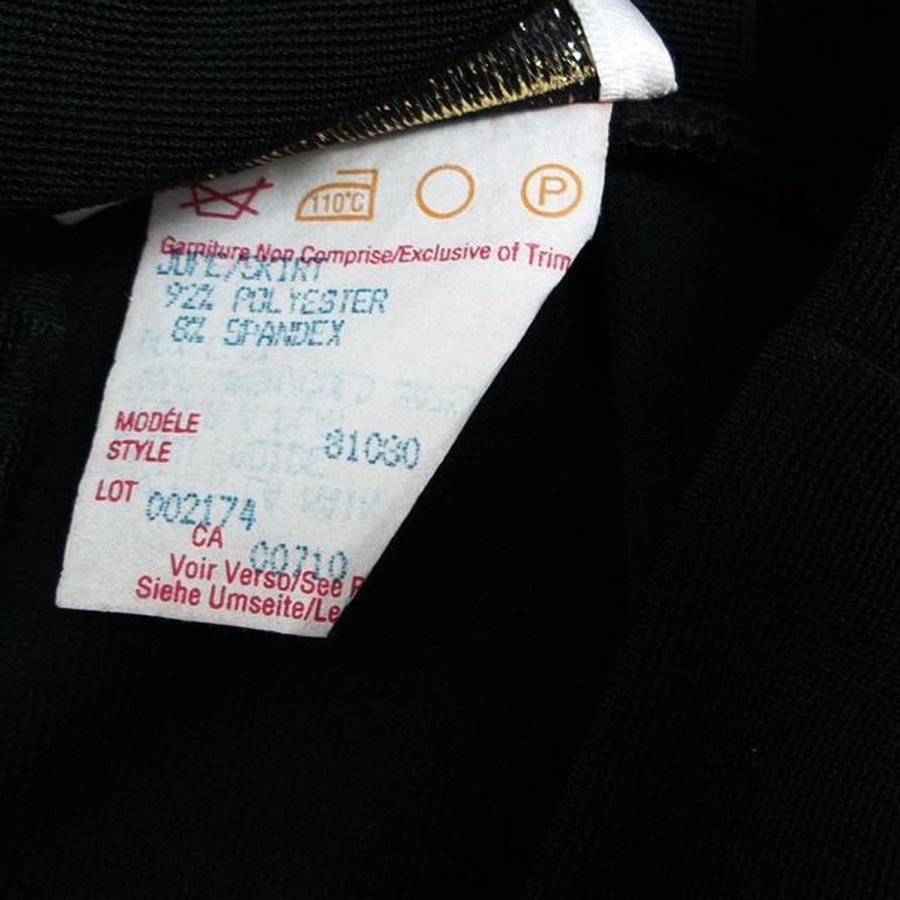 110°C
P
Garniture Non Comprise/Exclusive of Trim
JUPE/SKIRT
92% POLYESTER
8% SPANDEX
MODÉLE
STYLE 81080
LOT 002174
CA 00710
Voir Verso/See
Siehe Umseite/Le